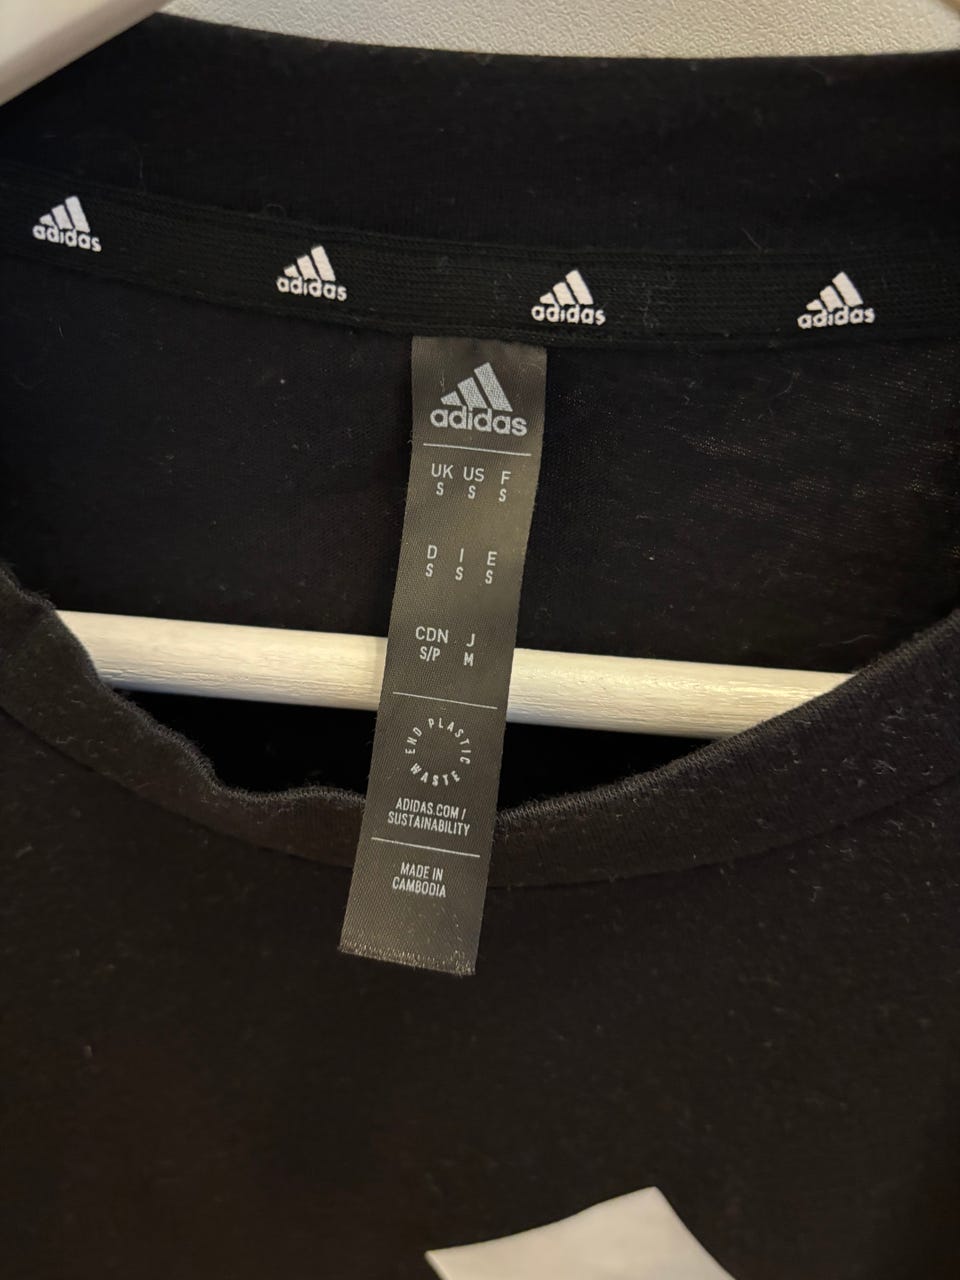 adidas
adidas
adidas
adidas
adidas
UK US F
S S S
D I E
S S S
CDN J
S/P M
END PLASTIC WASTE
ADIDAS.COM/
SUSTAINABILITY
MADE IN
CAMBODIA